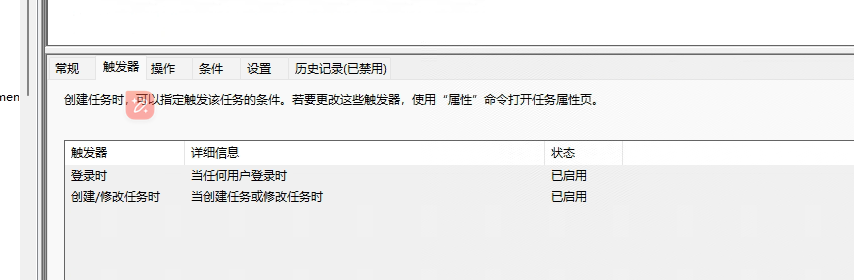 常规 触发器 操作 条件 设置 历史记录(已禁用)
创建任务时，可以指定触发该任务的条件。若要更改这些触发器，使用“属性”命令打开任务属性页。
触发器 详细信息 状态
登录时 当任何用户登录时 已启用
创建/修改任务时 当创建任务或修改任务时 已启用